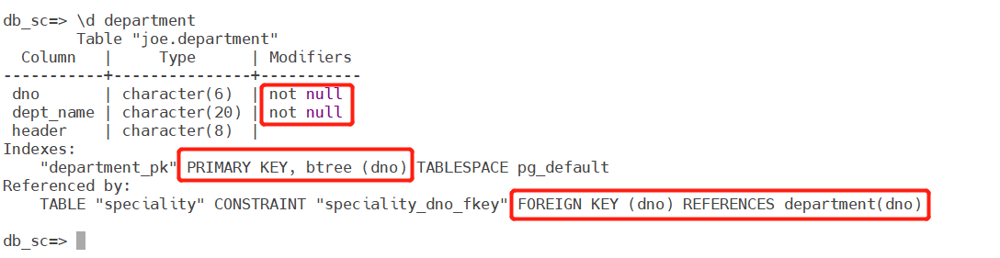 db_sc=> \d department
        Table "joe.department"
  Column   |     Type      | Modifiers
-----------+---------------+-----------
 dno       | character(6)  | not null
 dept_name | character(20) | not null
 header    | character(8)  |
Indexes:
    "department_pk" PRIMARY KEY, btree (dno) TABLESPACE pg_default
Referenced by:
    TABLE "speciality" CONSTRAINT "speciality_dno_fkey" FOREIGN KEY (dno) REFERENCES department(dno)
db_sc=>